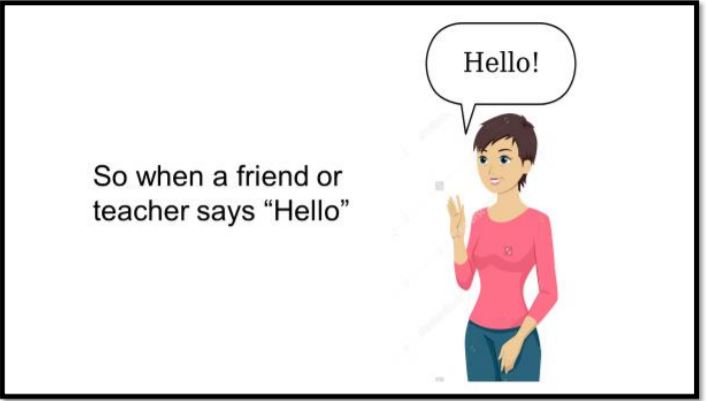 Hello!
So when a friend or
teacher says “Hello”